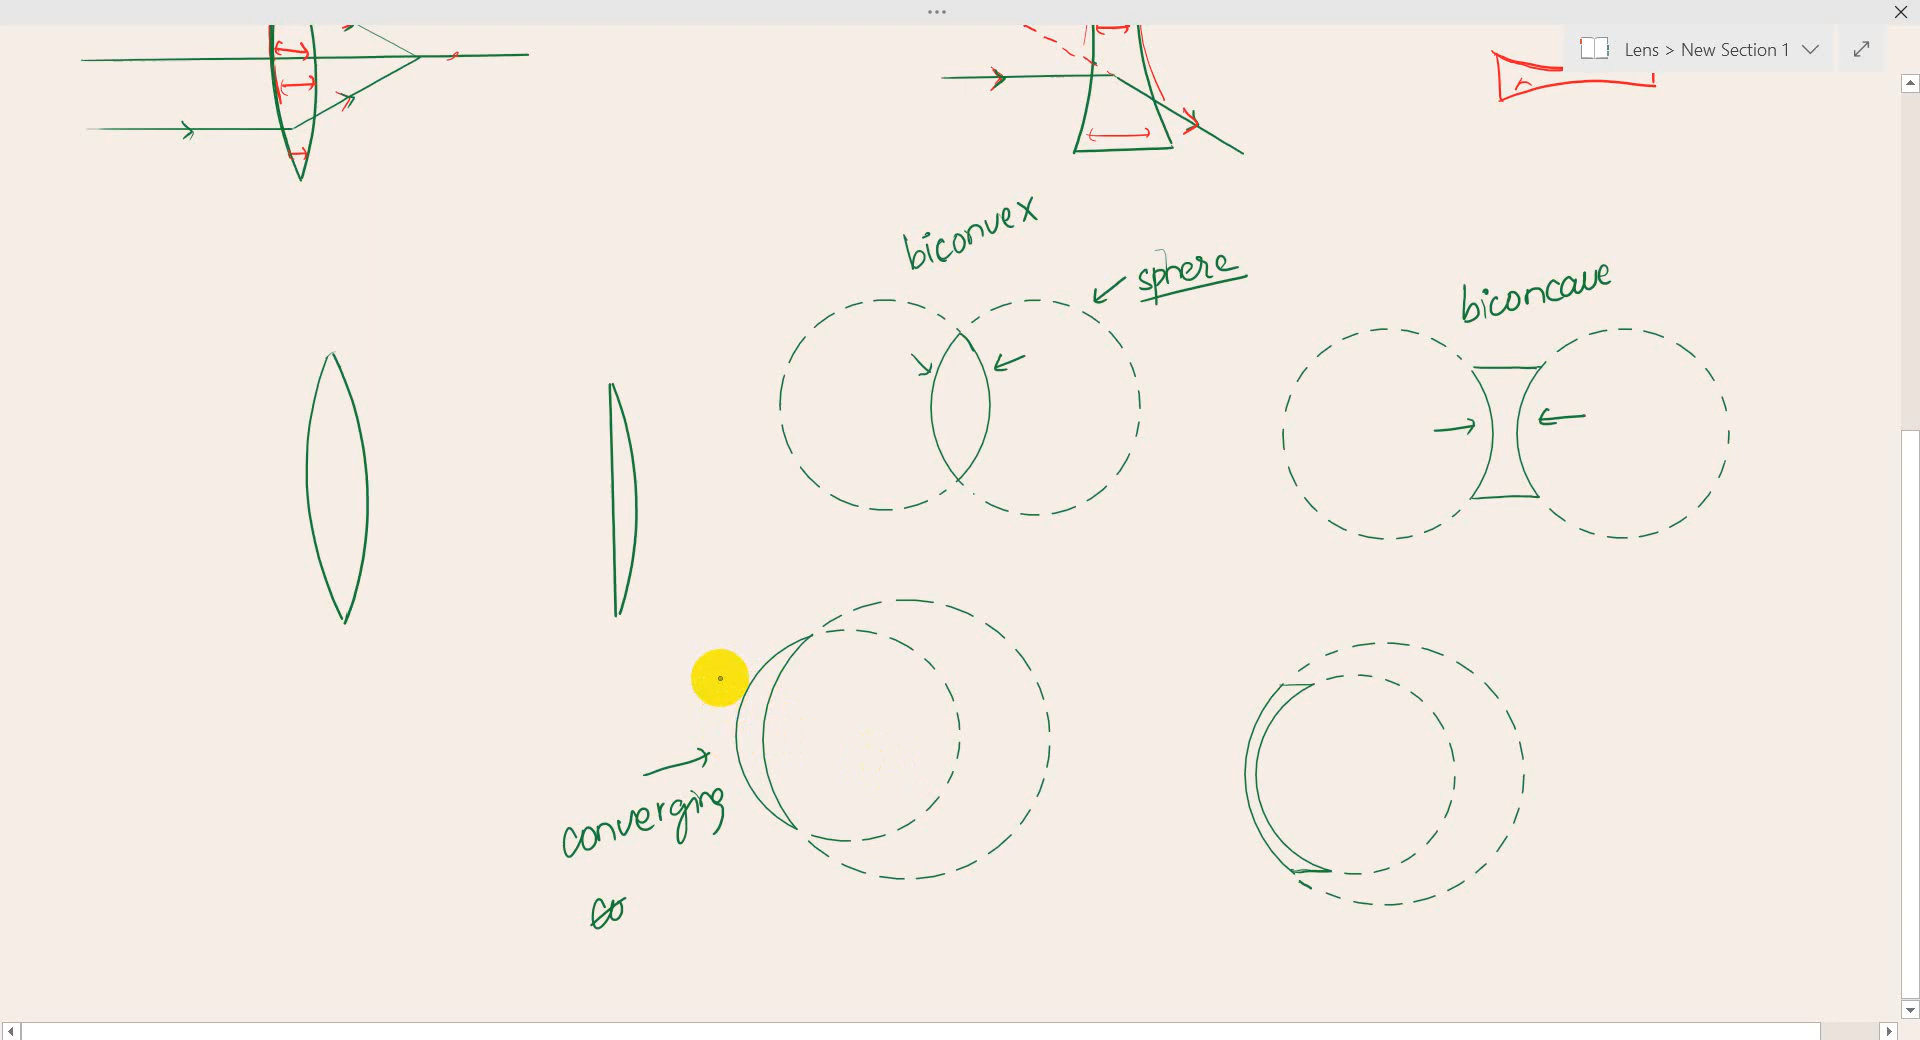 Lens > New Section 1
biconvex
sphere
biconcave
converging